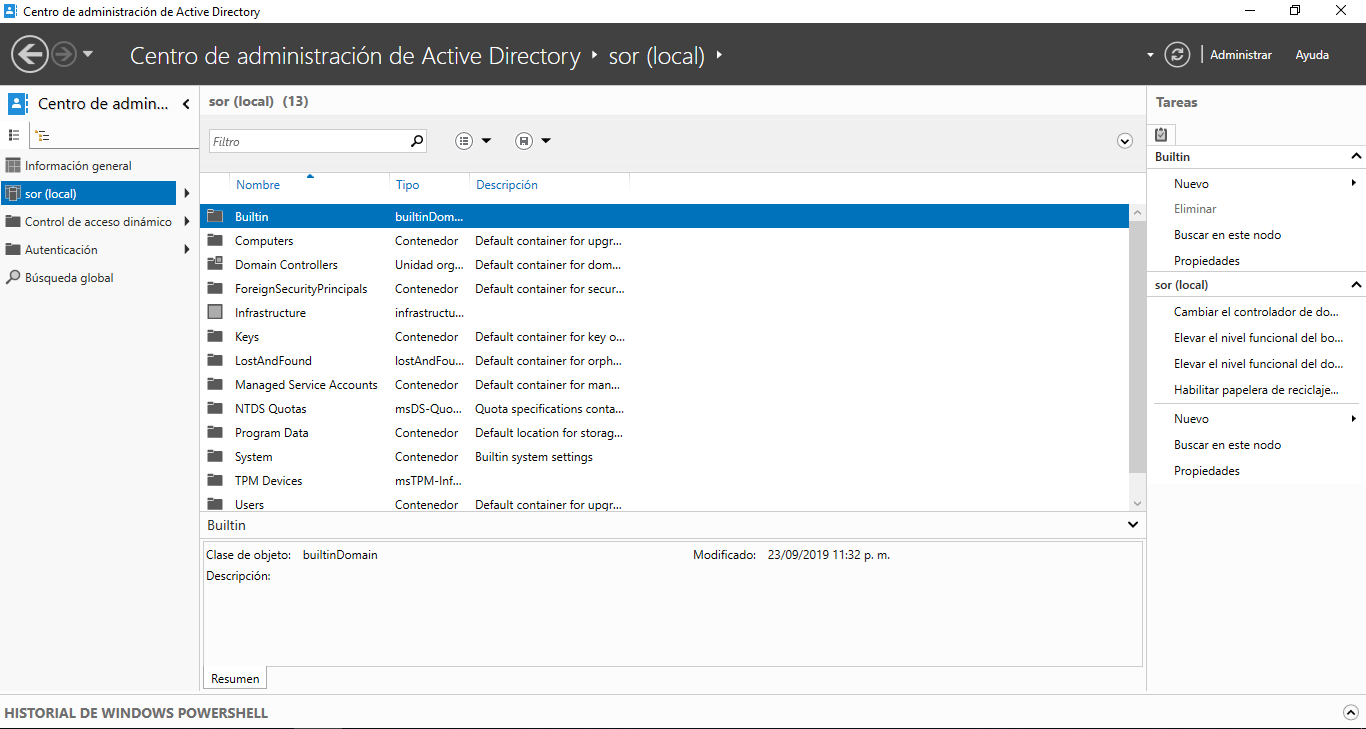 Centro de administración de Active Directory
Centro de administración de Active Directory sor (local)
Administrar Ayuda
Centro de admin...
Información general
sor (local)
Control de acceso dinámico
Autenticación
Búsqueda global
sor (local) (13)
Filtro
Nombre Tipo Descripción
Builtin builtinDom...
Computers Contenedor Default container for upgr...
Domain Controllers Unidad org... Default container for dom...
ForeignSecurityPrincipals Contenedor Default container for secur...
Infrastructure infrastructu...
Keys Contenedor Default container for key o...
LostAndFound lostAndFou... Default container for orph...
Managed Service Accounts Contenedor Default container for man...
NTDS Quotas msDS-Quo... Quota specifications conta...
Program Data Contenedor Default location for storag...
System Contenedor Builtin system settings
TPM Devices msTPM-Inf...
Users Contenedor Default container for upgr...
Builtin
Clase de objeto: builtinDomain Modificado: 23/09/2019 11:32 p. m.
Descripción:
Resumen
Tareas
Builtin
Nuevo
Eliminar
Buscar en este nodo
Propiedades
sor (local)
Cambiar el controlador de do...
Elevar el nivel funcional del bo...
Elevar el nivel funcional del do...
Habilitar papelera de reciclaje...
Nuevo
Buscar en este nodo
Propiedades
HISTORIAL DE WINDOWS POWERSHELL